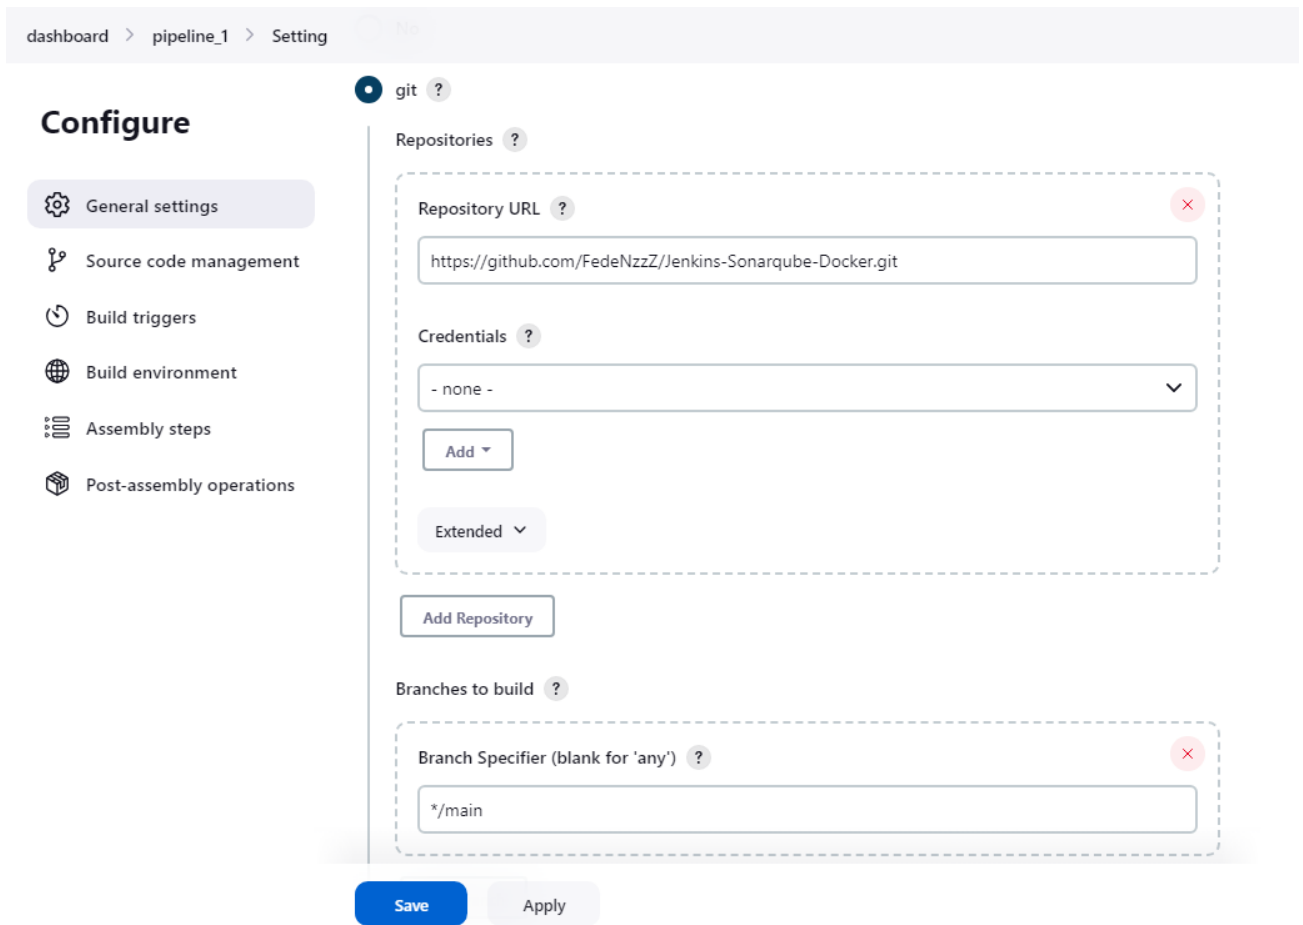 dashboard > pipeline_1 > Setting
No
Configure
General settings
Source code management
Build triggers
Build environment
Assembly steps
Post-assembly operations
git ?
Repositories ?
Repository URL ?
https://github.com/FedeNzzZ/Jenkins-Sonarqube-Docker.git
Credentials ?
- none -
Add
Extended
Add Repository
Branches to build ?
Branch Specifier (blank for 'any') ?
*/main
Save
Apply